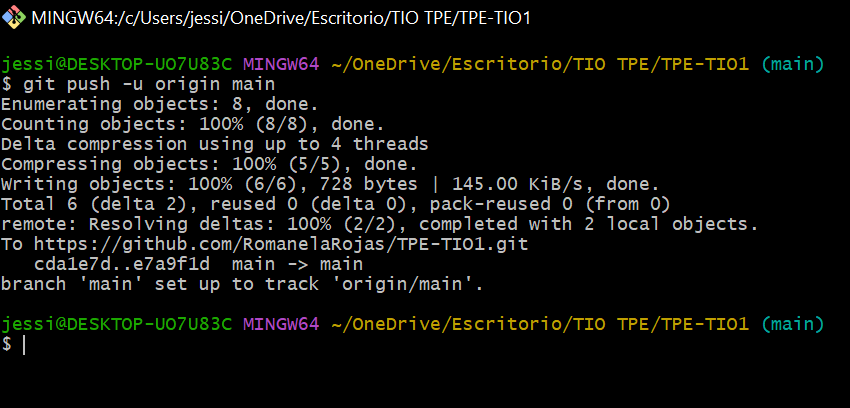 MINGW64:/c/Users/jessi/OneDrive/Escritorio/TIO TPE/TPE-TIO1
jessi@DESKTOP-UO7U83C MINGW64 ~/OneDrive/Escritorio/TIO TPE/TPE-TIO1 (main)
$ git push -u origin main
Enumerating objects: 8, done.
Counting objects: 100% (8/8), done.
Delta compression using up to 4 threads
Compressing objects: 100% (5/5), done.
Writing objects: 100% (6/6), 728 bytes | 145.00 KiB/s, done.
Total 6 (delta 2), reused 0 (delta 0), pack-reused 0 (from 0)
remote: Resolving deltas: 100% (2/2), completed with 2 local objects.
To https://github.com/RomanelaRojas/TPE-TIO1.git
   cda1e7d..e7a9f1d  main -> main
branch 'main' set up to track 'origin/main'.
jessi@DESKTOP-UO7U83C MINGW64 ~/OneDrive/Escritorio/TIO TPE/TPE-TIO1 (main)
$